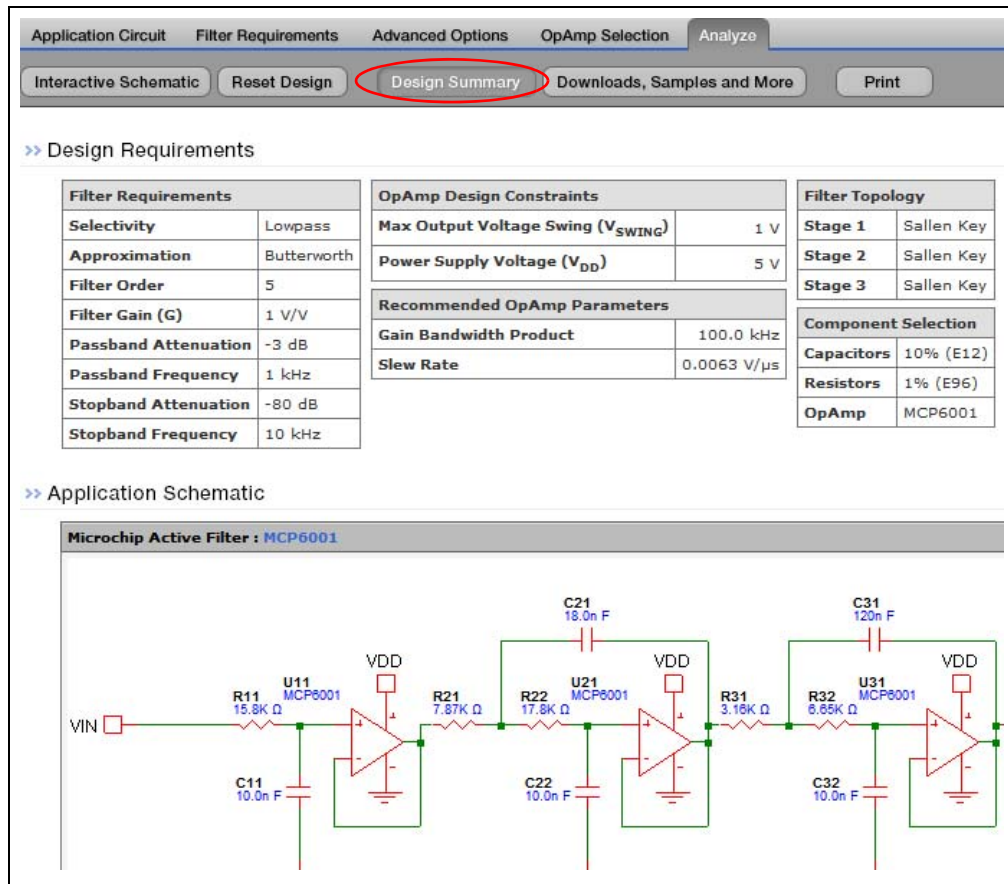 Application Circuit Filter Requirements Advanced Options OpAmp Selection Analyze
Interactive Schematic Reset Design Design Summary Downloads, Samples and More Print
>> Design Requirements
Filter Requirements
Selectivity Lowpass
Approximation Butterworth
Filter Order 5
Filter Gain (G) 1 V/V
Passband Attenuation -3 dB
Passband Frequency 1 kHz
Stopband Attenuation -80 dB
Stopband Frequency 10 kHz
OpAmp Design Constraints
Max Output Voltage Swing (VSWING) 1 V
Power Supply Voltage (VDD) 5 V
Recommended OpAmp Parameters
Gain Bandwidth Product 100.0 kHz
Slew Rate 0.0063 V/µs
Filter Topology
Stage 1 Sallen Key
Stage 2 Sallen Key
Stage 3 Sallen Key
Component Selection
Capacitors 10% (E12)
Resistors 1% (E96)
OpAmp MCP6001
>> Application Schematic
Microchip Active Filter : MCP6001
VIN
R11
15.8K Ω
C11
10.0n F
U11
MCP6001
VDD
R21
7.87K Ω
C21
18.0n F
R22
17.8K Ω
C22
10.0n F
U21
MCP6001
VDD
R31
3.16K Ω
C31
120n F
R32
6.65K Ω
C32
10.0n F
U31
MCP6001
VDD